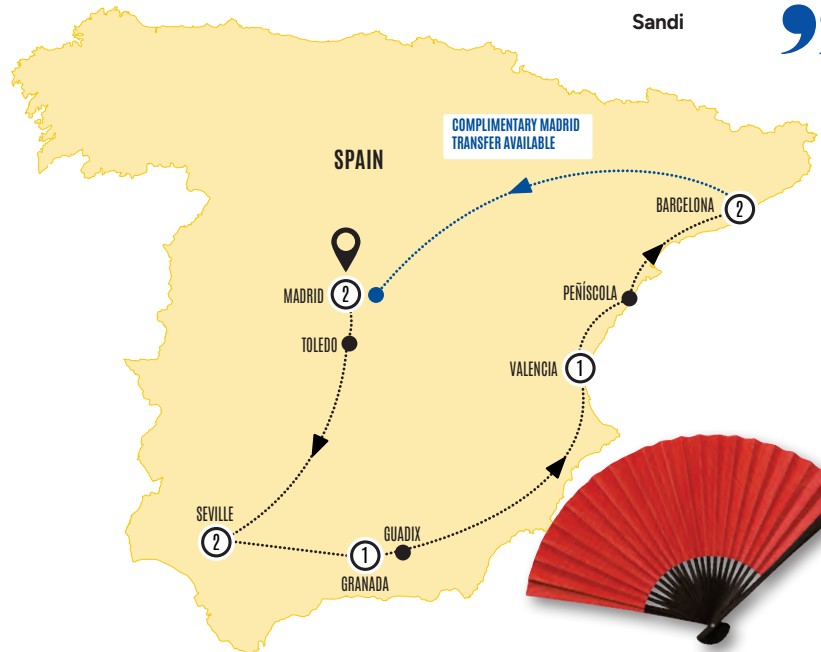 Sandi
”
COMPLIMENTARY MADRID
TRANSFER AVAILABLE
SPAIN
BARCELONA
2
MADRID
2
PEÑÍSCOLA
TOLEDO
VALENCIA
1
SEVILLE
2
GUADIX
1
GRANADA